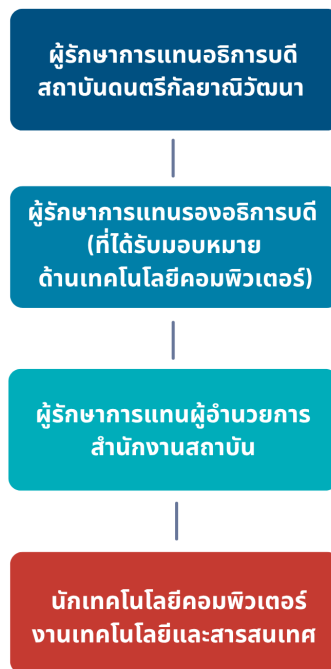 ผู้รักษาการแทนอธิการบดี
สถาบันดนตรีกัลยาณิวัฒนา
ผู้รักษาการแทนรองอธิการบดี
(ที่ได้รับมอบหมาย
ด้านเทคโนโลยีคอมพิวเตอร์)
ผู้รักษาการแทนผู้อำนวยการ
สำนักงานสถาบัน
นักเทคโนโลยีคอมพิวเตอร์
งานเทคโนโลยีและสารสนเทศ